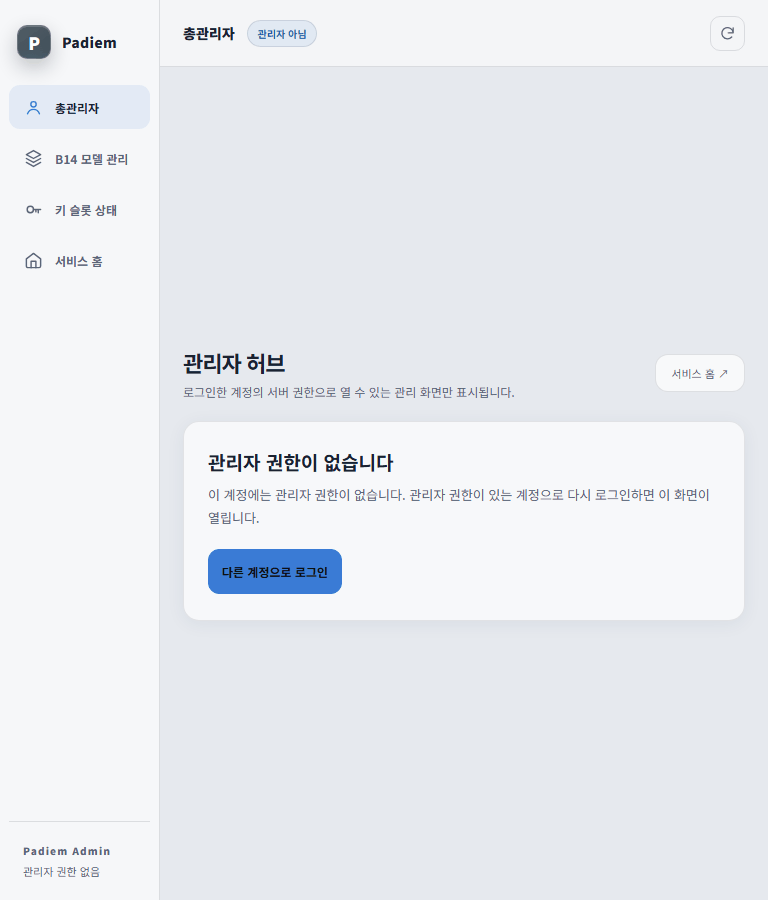 P Padiem
총관리자
B14 모델 관리
키 슬롯 상태
서비스 홈
Padiem Admin
관리자 권한 없음
총관리자 관리자 아님
관리자 허브
로그인한 계정의 서버 권한으로 열 수 있는 관리 화면만 표시됩니다.
서비스 홈 ↗
관리자 권한이 없습니다
이 계정에는 관리자 권한이 없습니다. 관리자 권한이 있는 계정으로 다시 로그인하면 이 화면이
열립니다.
다른 계정으로 로그인